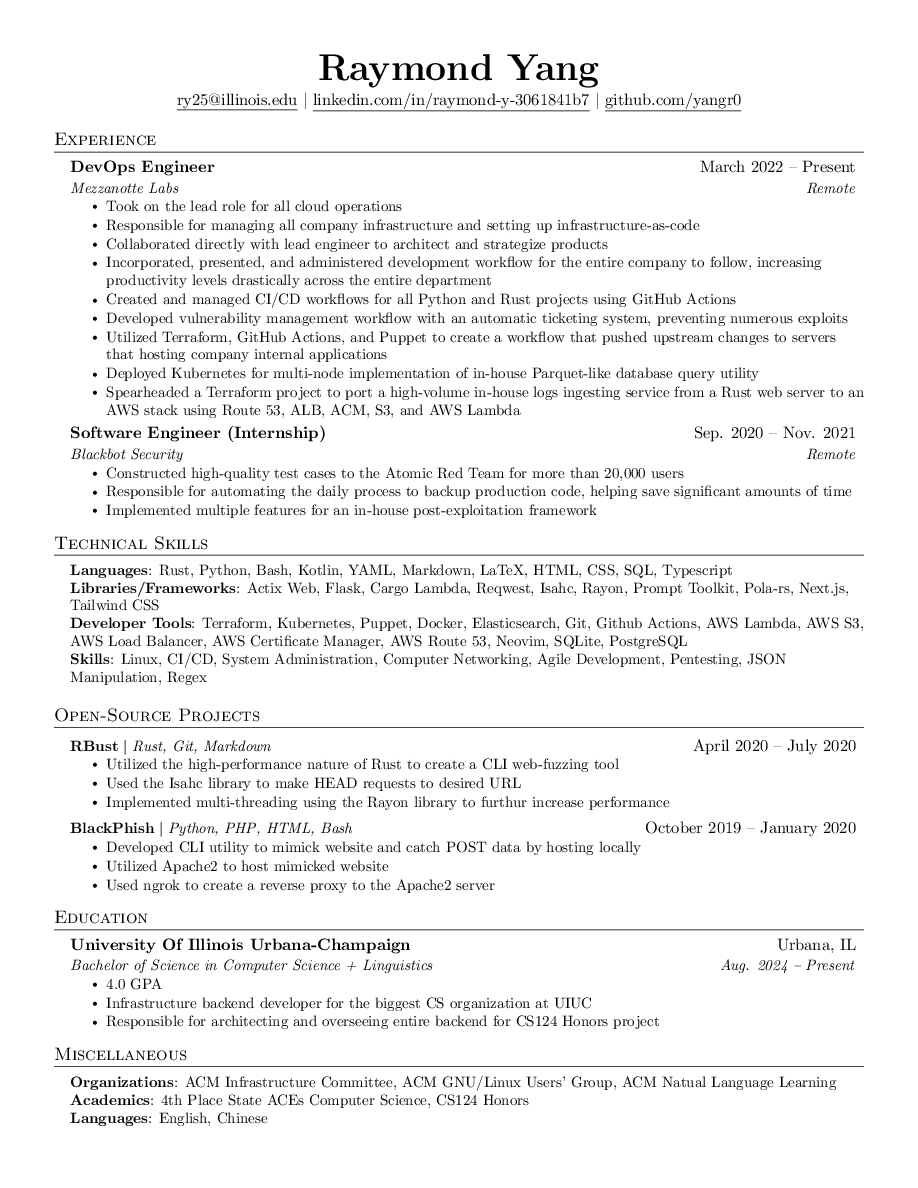 Raymond Yang
ry25@illinois.edu | linkedin.com/in/raymond-y-3061841b7 | github.com/yangr0
Experience
DevOps Engineer March 2022 – Present
Mezzanotte Labs Remote
• Took on the lead role for all cloud operations
• Responsible for managing all company infrastructure and setting up infrastructure-as-code
• Collaborated directly with lead engineer to architect and strategize products
• Incorporated, presented, and administered development workflow for the entire company to follow, increasing
productivity levels drastically across the entire department
• Created and managed CI/CD workflows for all Python and Rust projects using GitHub Actions
• Developed vulnerability management workflow with an automatic ticketing system, preventing numerous exploits
• Utilized Terraform, GitHub Actions, and Puppet to create a workflow that pushed upstream changes to servers
that hosting company internal applications
• Deployed Kubernetes for multi-node implementation of in-house Parquet-like database query utility
• Spearheaded a Terraform project to port a high-volume in-house logs ingesting service from a Rust web server to an
AWS stack using Route 53, ALB, ACM, S3, and AWS Lambda
Software Engineer (Internship) Sep. 2020 – Nov. 2021
Blackbot Security Remote
• Constructed high-quality test cases to the Atomic Red Team for more than 20,000 users
• Responsible for automating the daily process to backup production code, helping save significant amounts of time
• Implemented multiple features for an in-house post-exploitation framework
Technical Skills
Languages: Rust, Python, Bash, Kotlin, YAML, Markdown, LaTeX, HTML, CSS, SQL, Typescript
Libraries/Frameworks: Actix Web, Flask, Cargo Lambda, Reqwest, Isahc, Rayon, Prompt Toolkit, Pola-rs, Next.js,
Tailwind CSS
Developer Tools: Terraform, Kubernetes, Puppet, Docker, Elasticsearch, Git, Github Actions, AWS Lambda, AWS S3,
AWS Load Balancer, AWS Certificate Manager, AWS Route 53, Neovim, SQLite, PostgreSQL
Skills: Linux, CI/CD, System Administration, Computer Networking, Agile Development, Pentesting, JSON
Manipulation, Regex
Open-Source Projects
RBust | Rust, Git, Markdown April 2020 – July 2020
• Utilized the high-performance nature of Rust to create a CLI web-fuzzing tool
• Used the Isahc library to make HEAD requests to desired URL
• Implemented multi-threading using the Rayon library to furthur increase performance
BlackPhish | Python, PHP, HTML, Bash October 2019 – January 2020
• Developed CLI utility to mimick website and catch POST data by hosting locally
• Utilized Apache2 to host mimicked website
• Used ngrok to create a reverse proxy to the Apache2 server
Education
University Of Illinois Urbana-Champaign Urbana, IL
Bachelor of Science in Computer Science + Linguistics Aug. 2024 – Present
• 4.0 GPA
• Infrastructure backend developer for the biggest CS organization at UIUC
• Responsible for architecting and overseeing entire backend for CS124 Honors project
Miscellaneous
Organizations: ACM Infrastructure Committee, ACM GNU/Linux Users' Group, ACM Natual Language Learning
Academics: 4th Place State ACEs Computer Science, CS124 Honors
Languages: English, Chinese